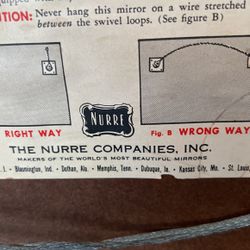 quipped with
TION: Never hang this mirror on a wire stretched
between the swivel loops. (See figure B)
RIGHT WAY
NURRE
Fig. B WRONG WAY
THE NURRE COMPANIES, INC.
MAKERS OF THE WORLD'S MOST BEAUTIFUL MIRRORS
l. • Bloomington, Ind. • Dothan, Ala. • Memphis, Tenn. • Dubuque, Ia. • Kansas City, Mo. • St. Louis,